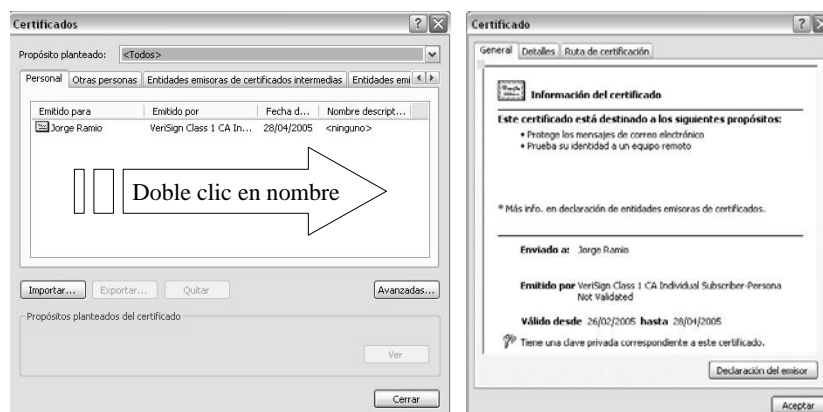 Certificados
Propósito planteado: <Todos>
Personal Otras personas Entidades emisoras de certificados intermedias Entidades emi
Emitido para Emitido por Fecha d... Nombre descript...
Jorge Ramio VeriSign Class 1 CA In... 28/04/2005 <ninguno>
Doble clic en nombre
Importar... Exportar... Quitar Avanzadas...
Propósitos planteados del certificado
Ver
Cerrar
Certificado
General Detalles Ruta de certificación
Información del certificado
Este certificado está destinado a los siguientes propósitos:
• Protege los mensajes de correo electrónico
• Prueba su identidad a un equipo remoto
* Más info. en declaración de entidades emisoras de certificados.
Enviado a: Jorge Ramio
Emitido por VeriSign Class 1 CA Individual Subscriber-Persona
Not Validated
Válido desde 26/02/2005 hasta 28/04/2005
Tiene una clave privada correspondiente a este certificado.
Declaración del emisor
Aceptar